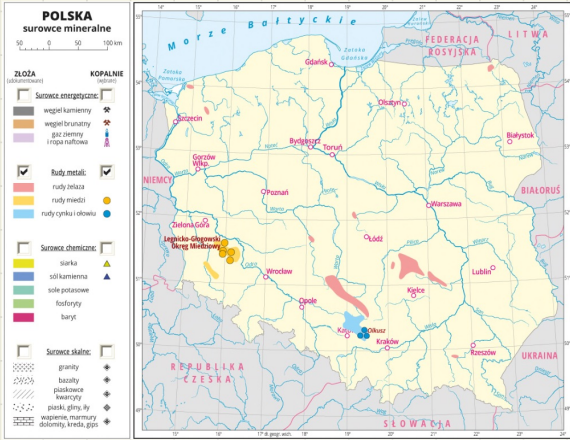 POLSKA
surowce mineralne
50 0 50 100 km
ZŁOŻA
(udokumentowane)
KOPALNIE
(wybrane)
Surowce energetyczne:
węgiel kamienny
węgiel brunatny
gaz ziemny
i ropa naftowa
Rudy metali:
rudy żelaza
rudy miedzi
rudy cynku i ołowiu
Surowce chemiczne:
siarka
sól kamienna
sole potasowe
fosforyty
baryt
Surowce skalne:
granity
bazalty
piaskowce
kwarcyty
piaski, gliny, iły
wapienie, marmury
dolomity, kreda, gips
Morze Bałtyckie
Zatoka
Pomorska
Zatoka
Gdańska
FEDERACJA
ROSYJSKA
LITWA
BIAŁORUŚ
UKRAINA
SŁOWACJA
REPUBLIKA
CZESKA
NIEMCY
Gdańsk
Olsztyn
Szczecin
Bydgoszcz
Toruń
Białystok
Gorzów
Wlkp.
Poznań
Warszawa
Zielona Góra
Łódź
Legnicko-Głogowski
Okręg Miedziowy
Wrocław
Lublin
Opole
Kielce
Olkusz
Kraków
Rzeszów